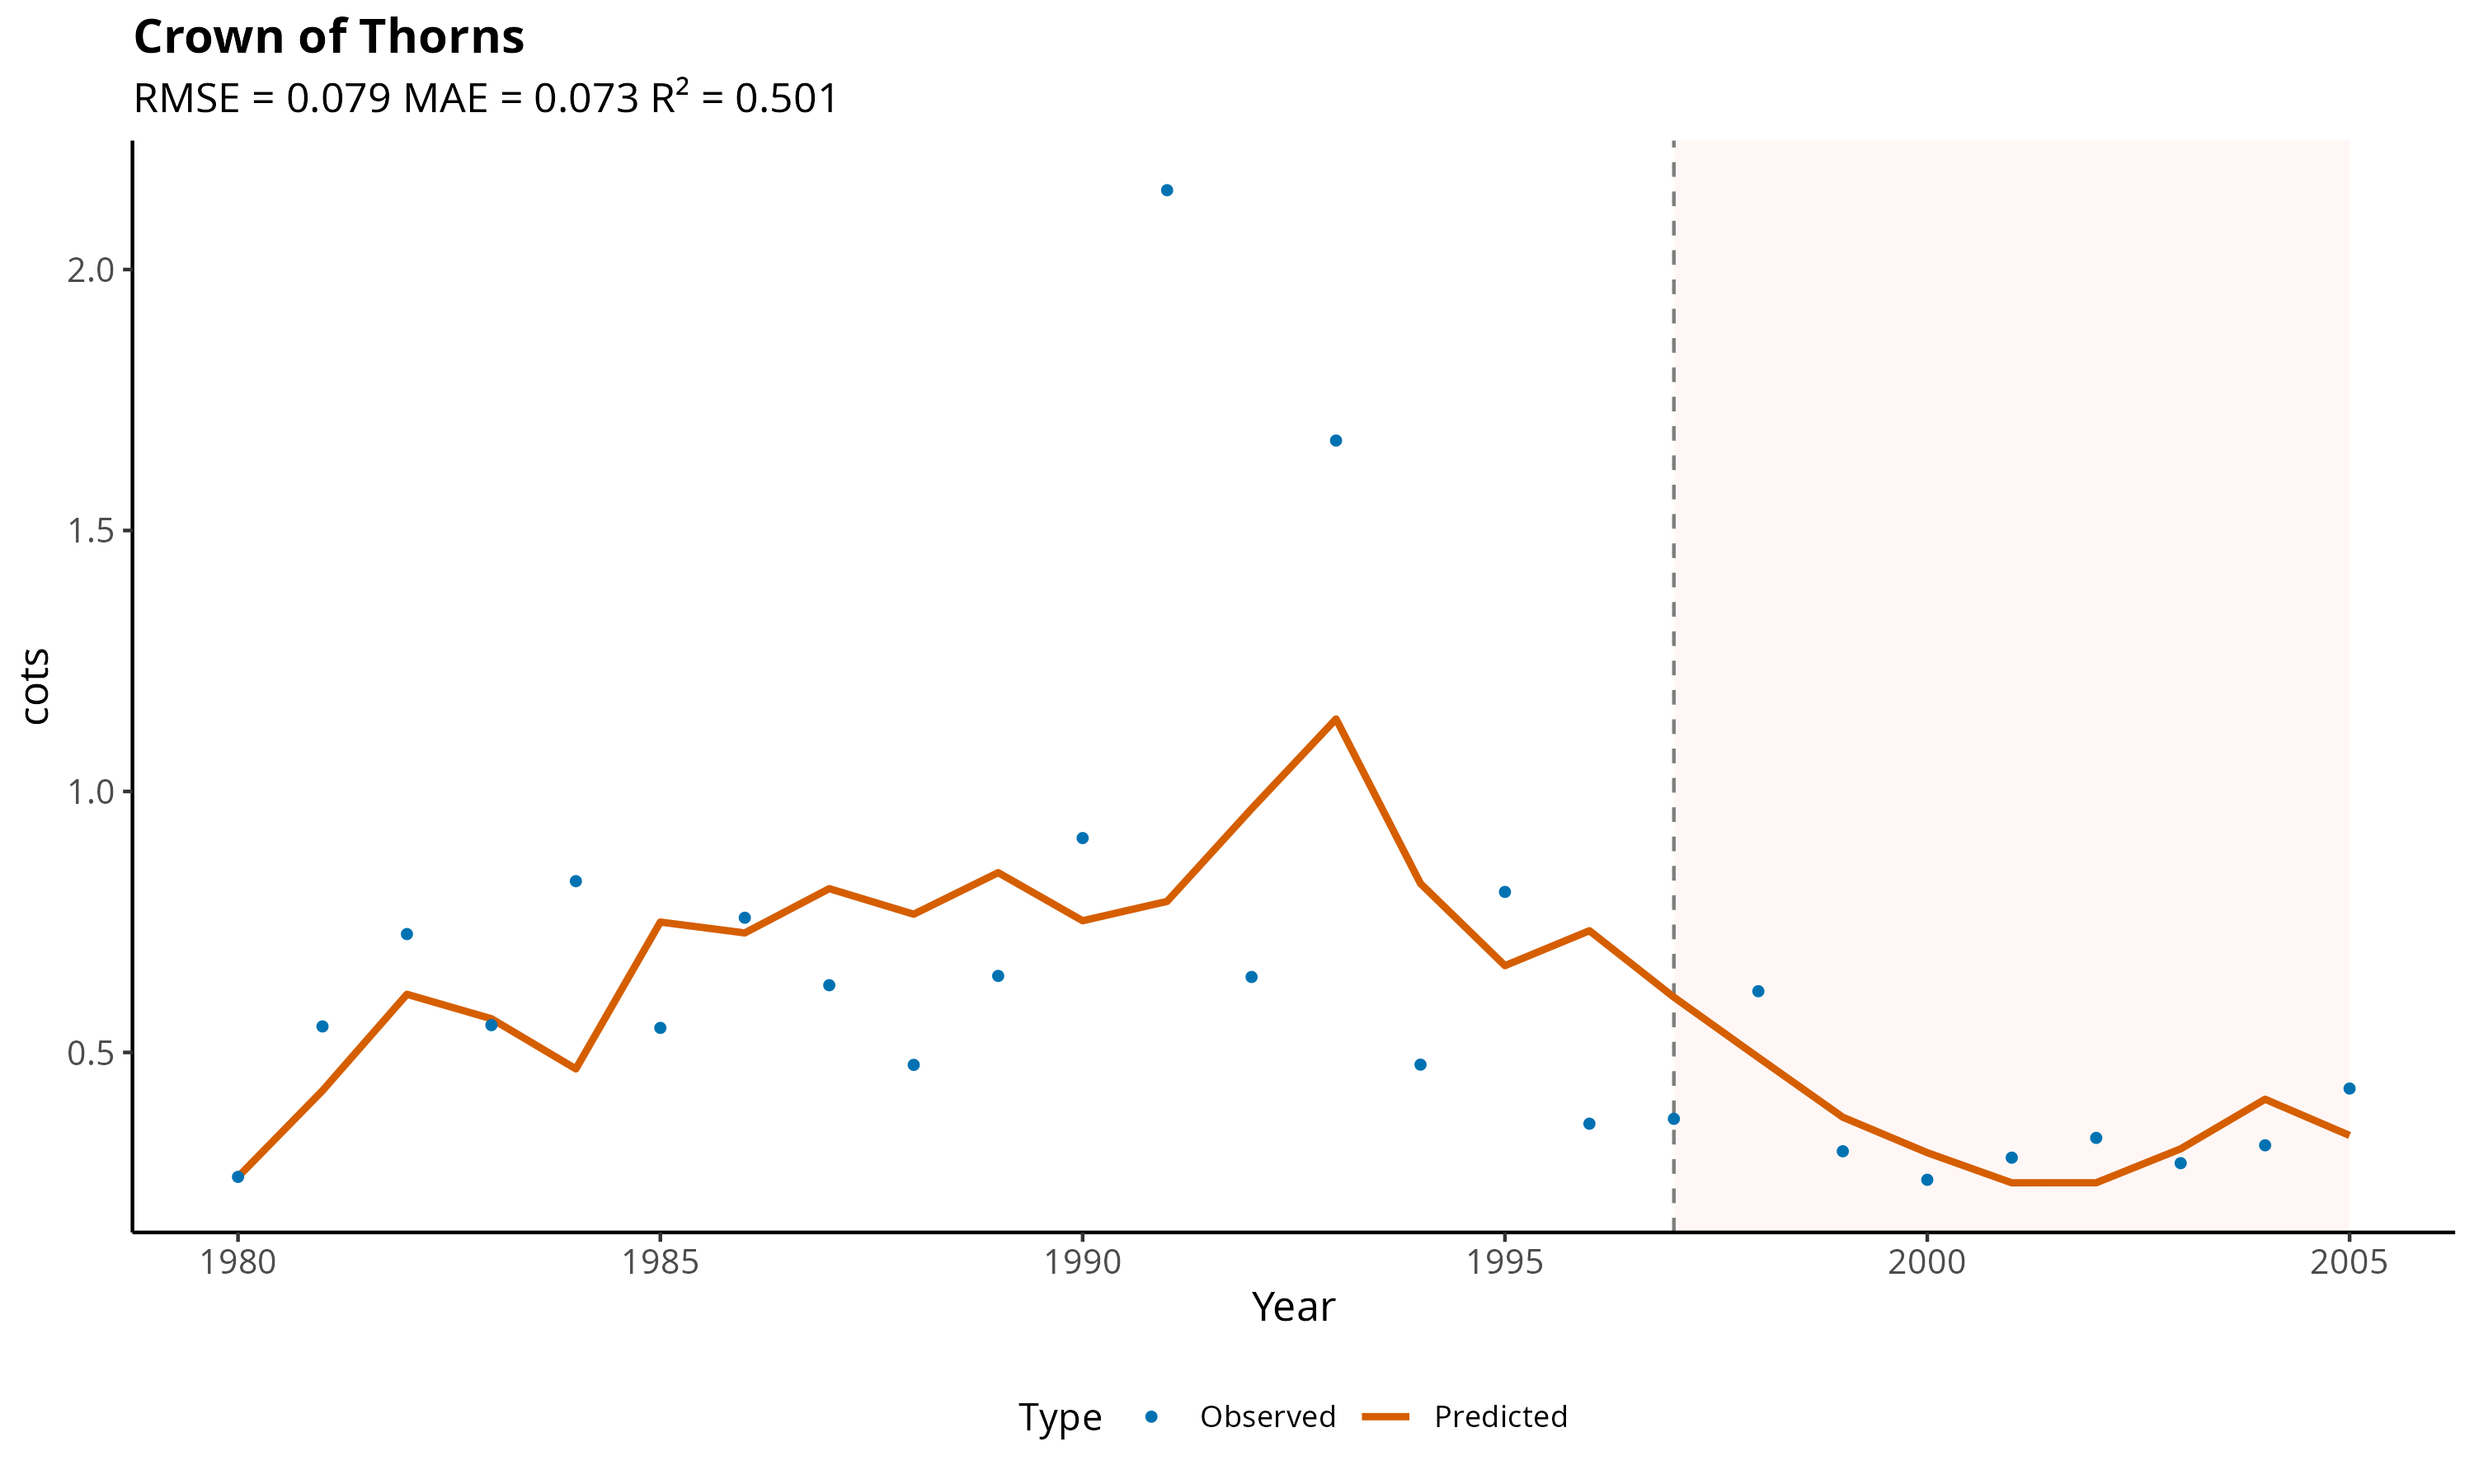 Crown of Thorns
RMSE = 0.079 MAE = 0.073 R² = 0.501
cots
2.0
1.5
1.0
0.5
1980 1985 1990 1995 2000 2005
Year
Type Observed Predicted